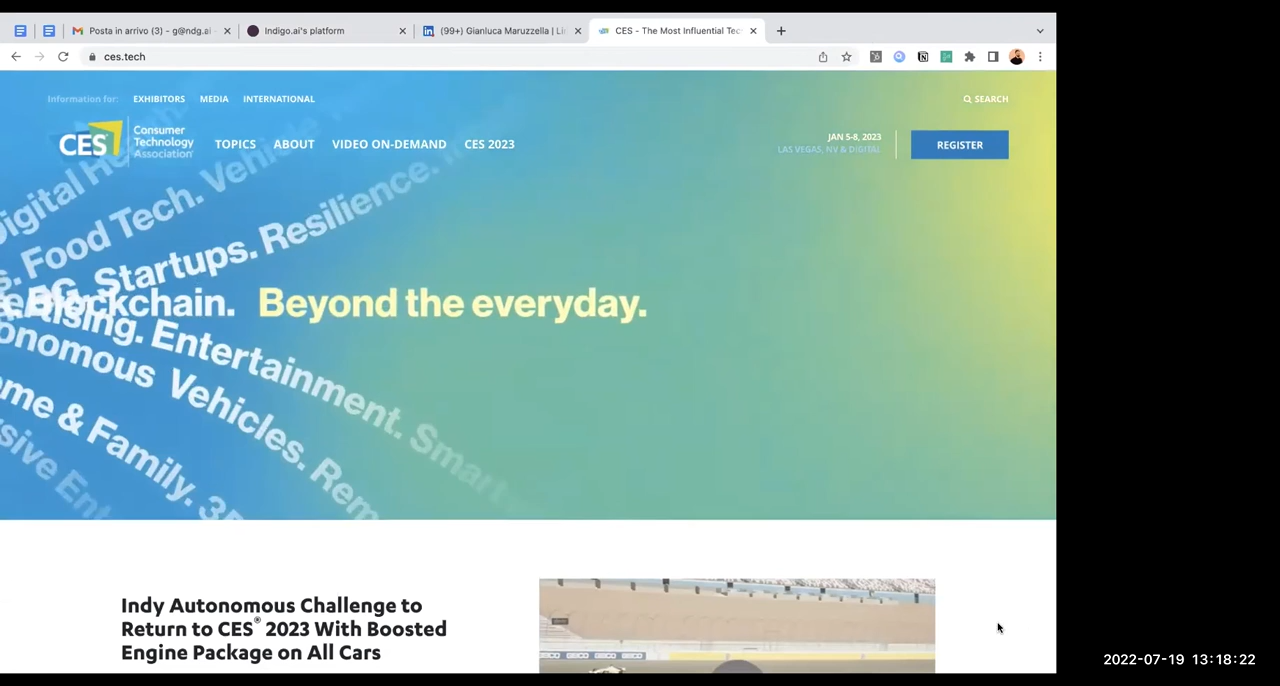 Posta in arrivo (3) - g@ndg.ai
Indigo.ai's platform
(99+) Gianluca Maruzzella | Li
CES - The Most Influential Tec
ces.tech
Information for: EXHIBITORS MEDIA INTERNATIONAL
SEARCH
CES Consumer Technology Association
TOPICS ABOUT VIDEO ON-DEMAND CES 2023
JAN 5-8, 2023
LAS VEGAS, NV & DIGITAL
REGISTER
Food Tech. Vehicle
Startups. Resilience.
Blockchain. Beyond the everyday.
Entertainment. Smart
Vehicles. Rem
& Family. 3D
Indy Autonomous Challenge to
Return to CES® 2023 With Boosted
Engine Package on All Cars
2022-07-19 13:18:22